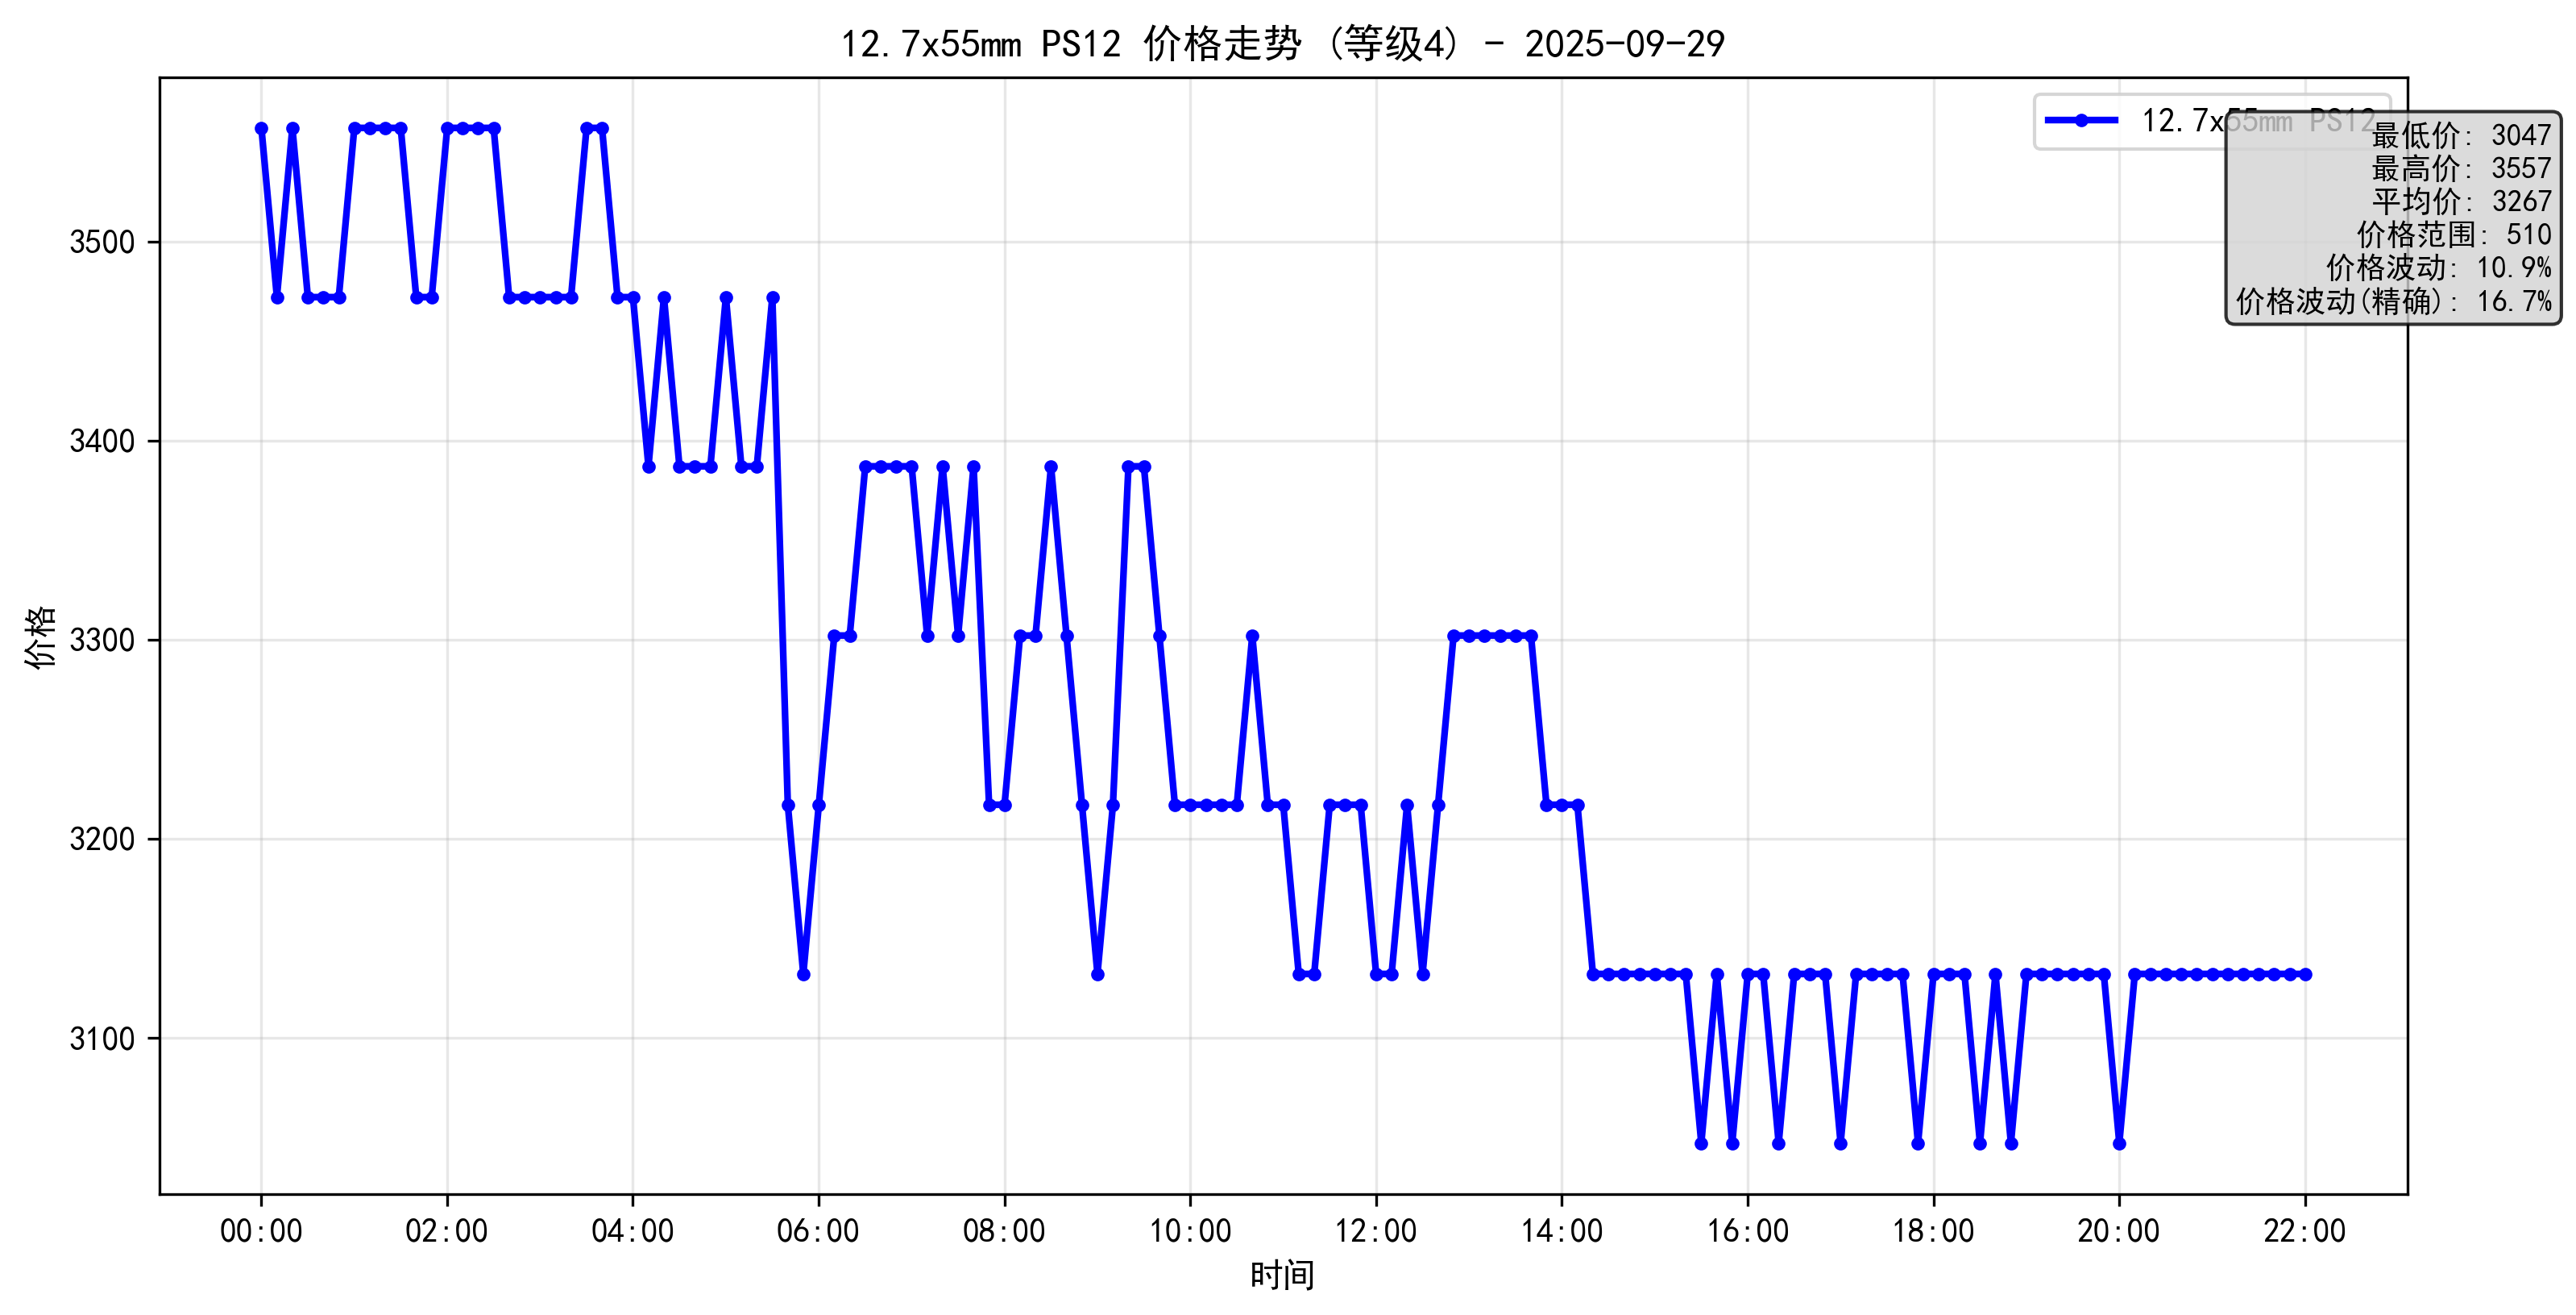 12.7x55mm PS12 价格走势 (等级4) - 2025-09-29
12.7x55mm PS12
最低价: 3047
最高价: 3557
平均价: 3267
价格范围: 510
价格波动: 10.9%
价格波动(精确): 16.7%
3500
3400
3300
3200
3100
价格
00:00 02:00 04:00 06:00 08:00 10:00 12:00 14:00 16:00 18:00 20:00 22:00
时间